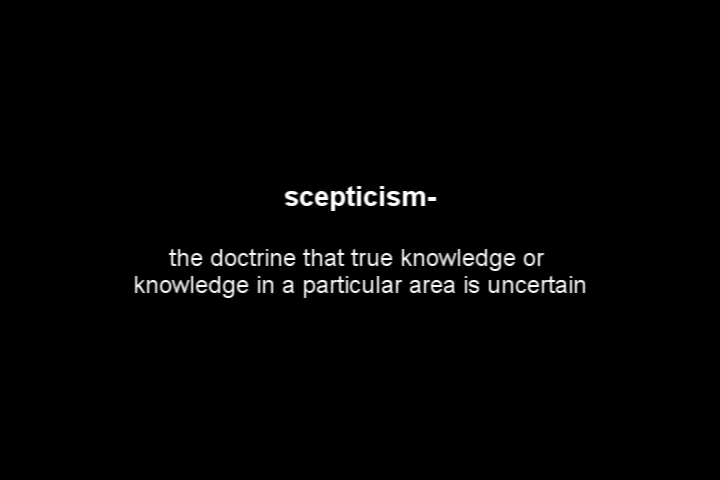 scepticism-
the doctrine that true knowledge or
knowledge in a particular area is uncertain